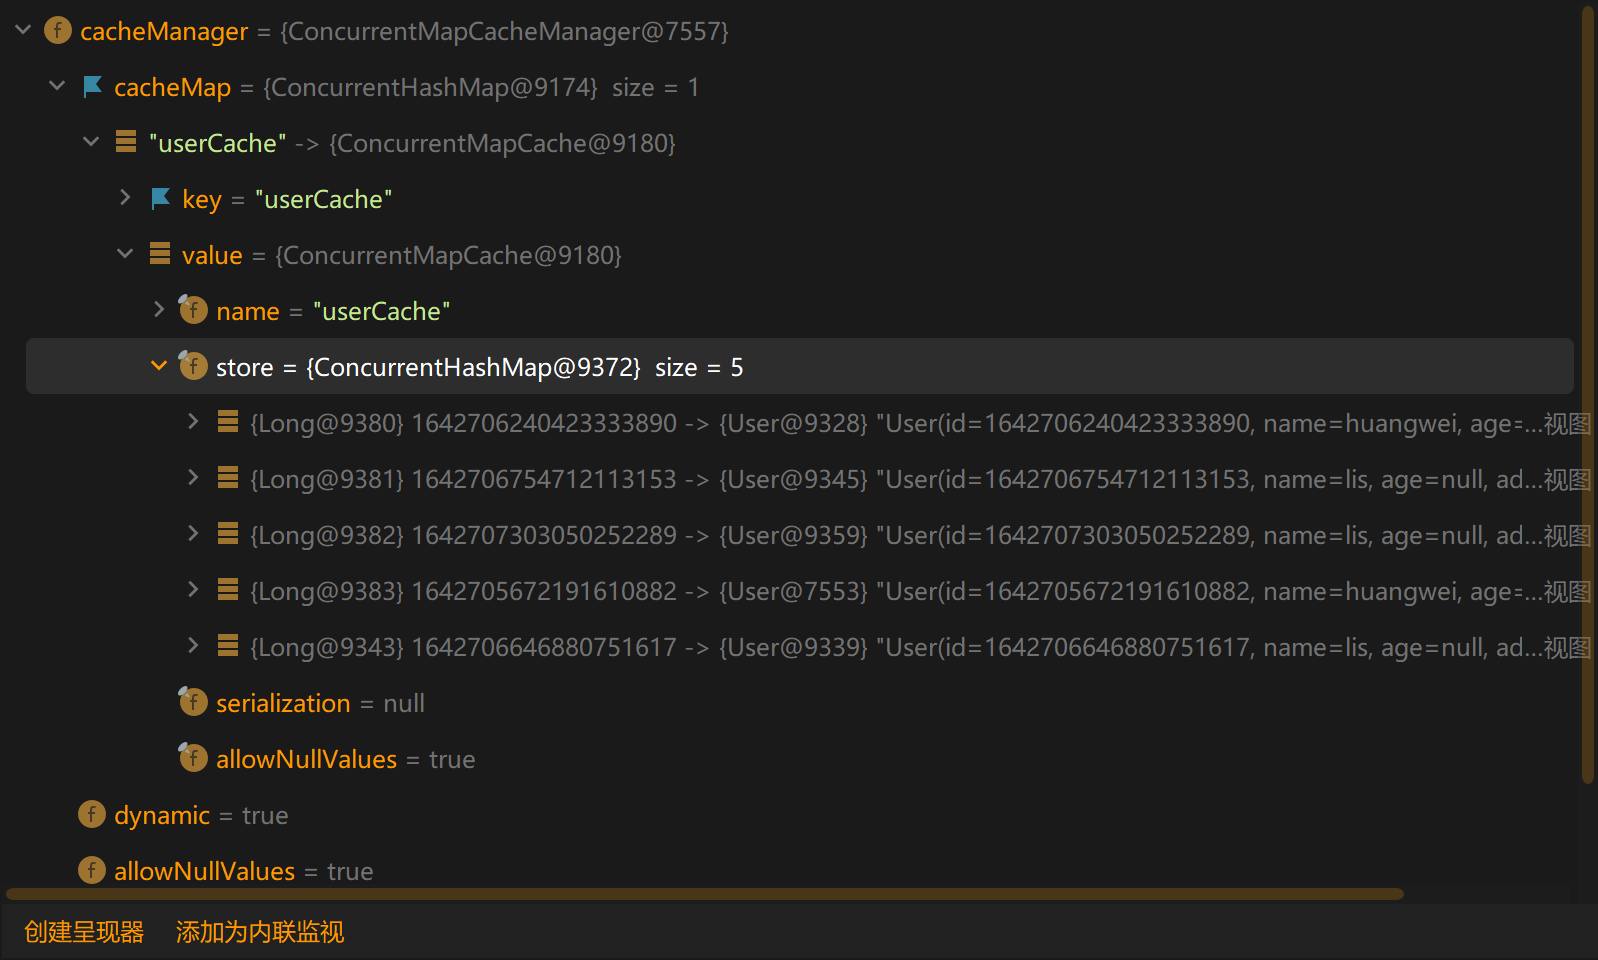 cacheManager = {ConcurrentMapCacheManager@7557}
cacheMap = {ConcurrentHashMap@9174} size = 1
"userCache" -> {ConcurrentMapCache@9180}
key = "userCache"
value = {ConcurrentMapCache@9180}
f name = "userCache"
f store = {ConcurrentHashMap@9372} size = 5
{Long@9380} 1642706240423333890 -> {User@9328} "User(id=1642706240423333890, name=huangwei, age=...视图
{Long@9381} 1642706754712113153 -> {User@9345} "User(id=1642706754712113153, name=lis, age=null, ad...视图
{Long@9382} 1642707303050252289 -> {User@9359} "User(id=1642707303050252289, name=lis, age=null, ad...视图
{Long@9383} 1642705672191610882 -> {User@7553} "User(id=1642705672191610882, name=huangwei, age=...视图
{Long@9343} 1642706646880751617 -> {User@9339} "User(id=1642706646880751617, name=lis, age=null, ad...视图
f serialization = null
f allowNullValues = true
f dynamic = true
f allowNullValues = true
创建呈现器 添加为内联监视